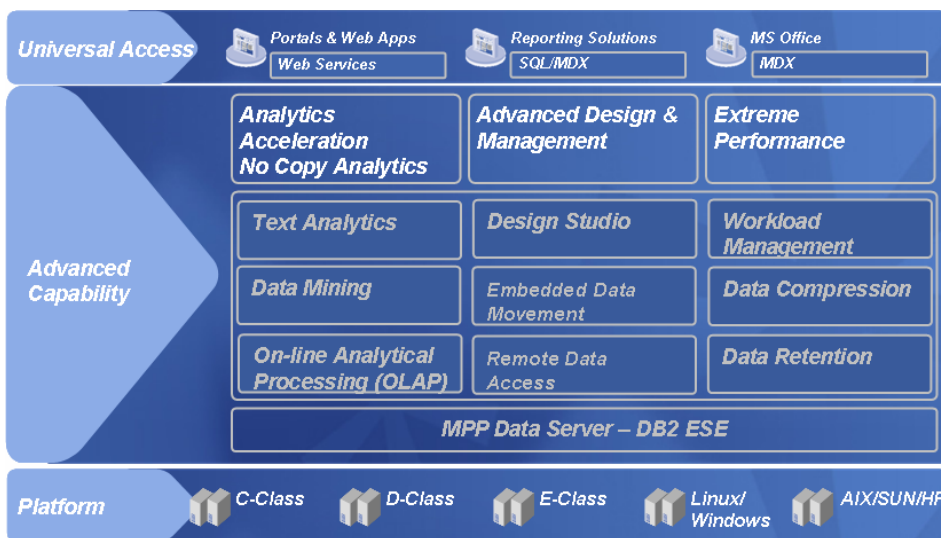 Universal Access
Portals & Web Apps
Web Services
Reporting Solutions
SQL/MDX
MS Office
MDX
Advanced
Capability
Analytics
Acceleration
No Copy Analytics
Advanced Design &
Management
Extreme
Performance
Text Analytics
Design Studio
Workload
Management
Data Mining
Embedded Data
Movement
Data Compression
On-line Analytical
Processing (OLAP)
Remote Data
Access
Data Retention
MPP Data Server – DB2 ESE
Platform
C-Class
D-Class
E-Class
Linux/
Windows
AIX/SUN/HP